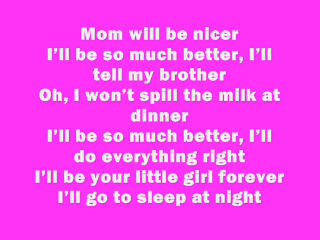 Mom will be nicer
I'll be so much better, I'll
tell my brother
Oh, I won't spill the milk at
dinner
I'll be so much better, I'll
do everything right
I'll be your little girl forever
I'll go to sleep at night